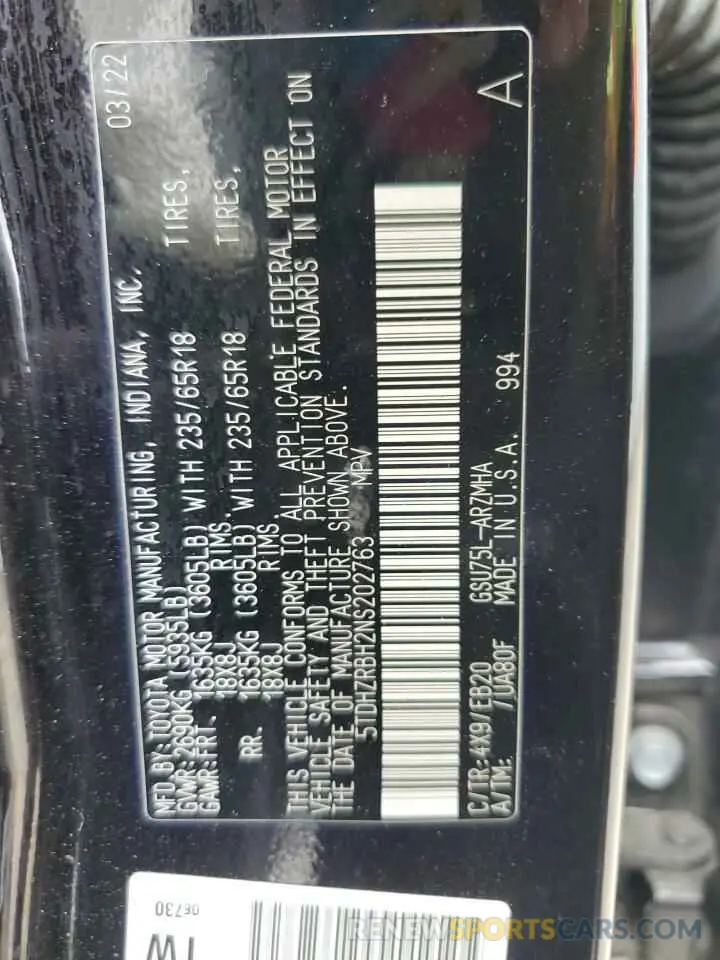 MFD BY:TOYOTA MOTOR MANUFACTURING, INDIANA, INC. 03/22
GVWR:2690KG(5935LB)
GAWR:FRT. 1635KG (3605LB) WITH 235/65R18 TIRES,
18X8J RIMS,
RR. 1635KG (3605LB) WITH 235/65R18 TIRES,
18X8J RIMS,
THIS VEHICLE CONFORMS TO ALL APPLICABLE FEDERAL MOTOR
VEHICLE SAFETY AND THEFT PREVENTION STANDARDS IN EFFECT ON
THE DATE OF MANUFACTURE SHOWN ABOVE.
5TDHZRBH2NS202763 MPV
C/TR:4X9/EB20 GSU75L-ARZMHA
A/TM: /UA80F MADE IN U.S.A. 994 A
06730
RENEWSPORTCAR.COM